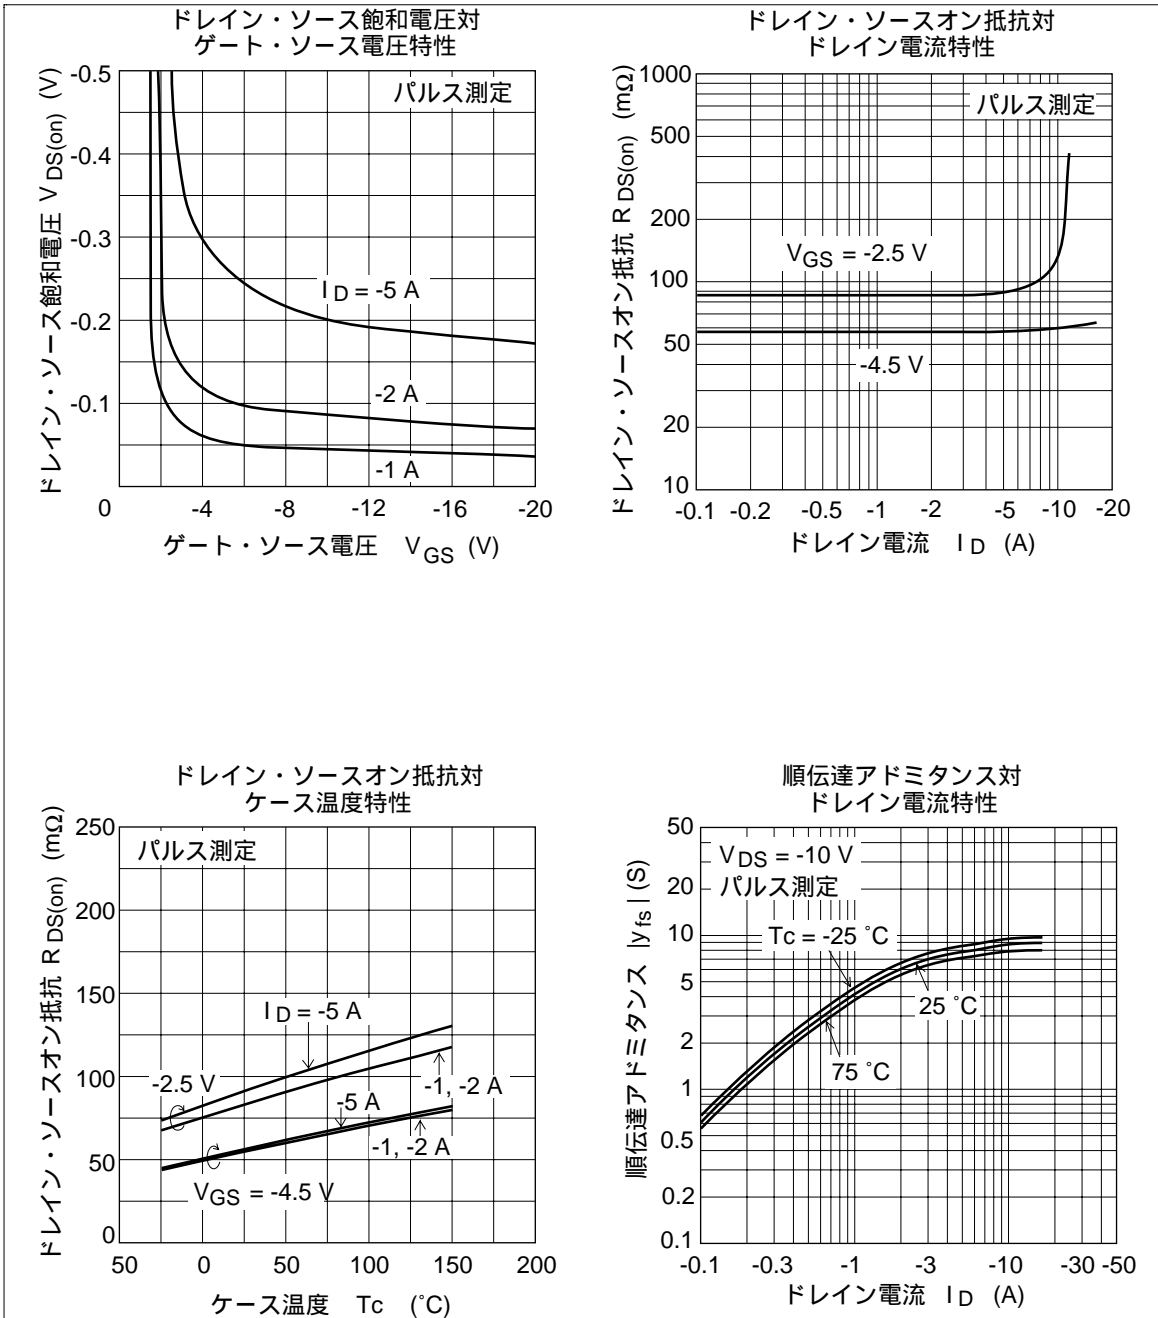 ドレイン・ソース飽和電圧対
ゲート・ソース電圧特性
ドレイン・ソース飽和電圧 V DS(on) (V)
-0.5
-0.4
-0.3
-0.2
-0.1
パルス測定
I D = -5 A
-2 A
-1 A
0 -4 -8 -12 -16 -20
ゲート・ソース電圧 V GS (V)
ドレイン・ソースオン抵抗対
ドレイン電流特性
ドレイン・ソースオン抵抗 R DS(on) (mΩ)
1000
500
200
100
50
20
10
パルス測定
V GS = -2.5 V
-4.5 V
-0.1 -0.2 -0.5 -1 -2 -5 -10 -20
ドレイン電流 I D (A)
ドレイン・ソースオン抵抗対
ケース温度特性
ドレイン・ソースオン抵抗 R DS(on) (mΩ)
250
200
150
100
50
0
パルス測定
I D = -5 A
-2.5 V
-1, -2 A
-5 A
-1, -2 A
V GS = -4.5 V
50 0 50 100 150 200
ケース温度 Tc (˚C)
順伝達アドミタンス対
ドレイン電流特性
順伝達アドミタンス |y fs | (S)
50
20
10
5
2
1
0.5
0.2
0.1
V DS = -10 V
パルス測定
Tc = -25 ˚C
25 ˚C
75 ˚C
-0.1 -0.3 -1 -3 -10 -30 -50
ドレイン電流 I D (A)